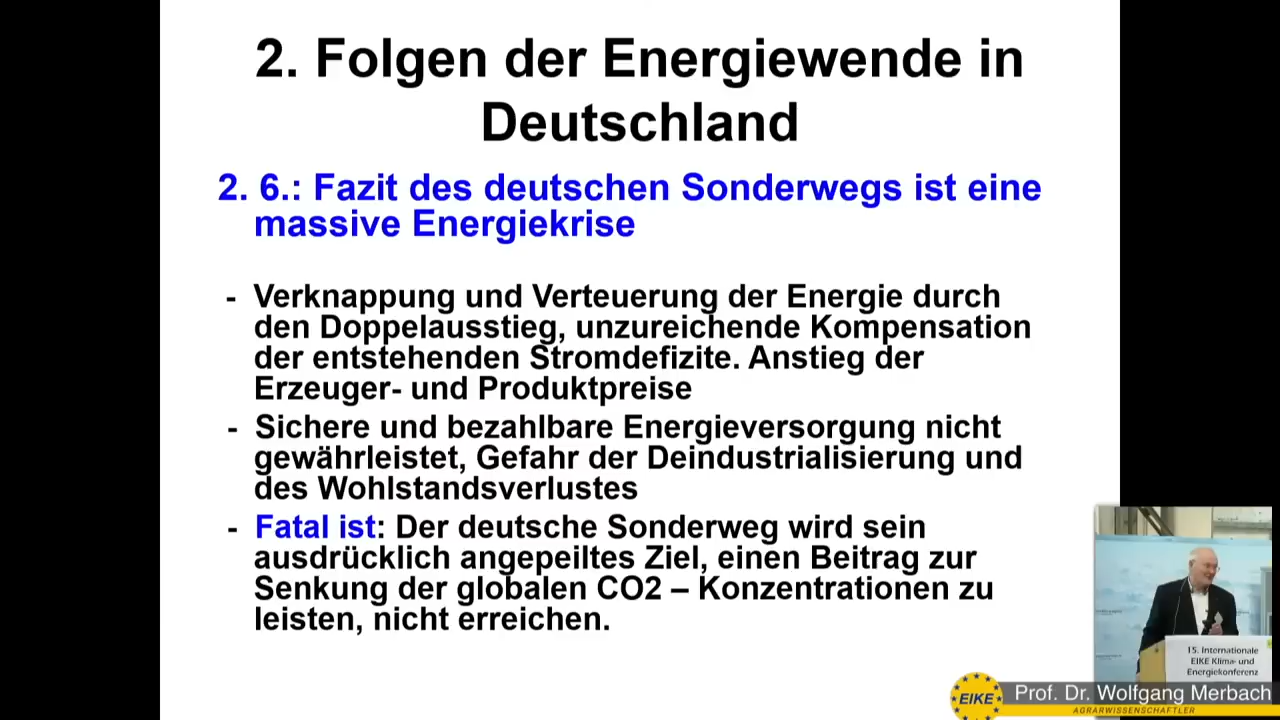 2. Folgen der Energiewende in
Deutschland
2. 6.: Fazit des deutschen Sonderwegs ist eine
massive Energiekrise
- Verknappung und Verteuerung der Energie durch
den Doppelausstieg, unzureichende Kompensation
der entstehenden Stromdefizite. Anstieg der
Erzeuger- und Produktpreise
- Sichere und bezahlbare Energieversorgung nicht
gewährleistet, Gefahr der Deindustrialisierung und
des Wohlstandsverlustes
- Fatal ist: Der deutsche Sonderweg wird sein
ausdrücklich angepeiltes Ziel, einen Beitrag zur
Senkung der globalen CO2 – Konzentrationen zu
leisten, nicht erreichen.
15. Internationale
EIKE Klima- und
Energiekonferenz
EIKE
Prof. Dr. Wolfgang Merbach
AGRARWISSENSCHAFTLER